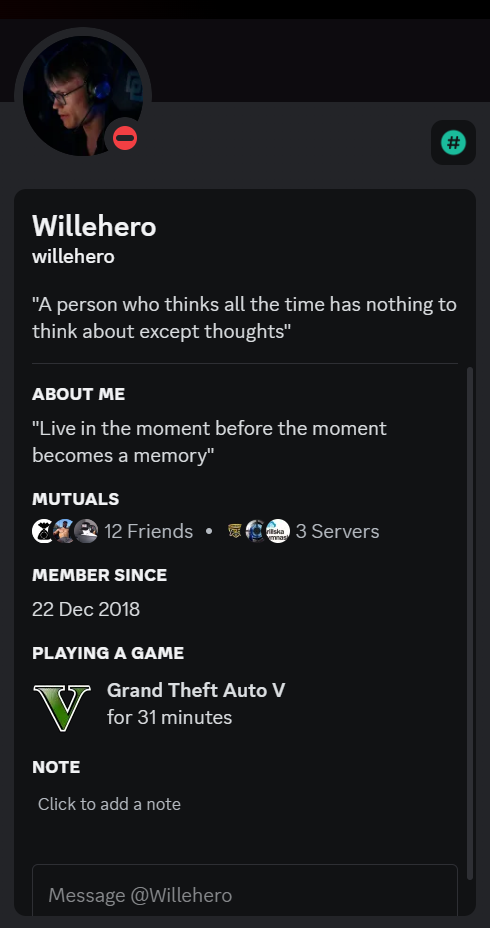 #
Willehero
willehero
"A person who thinks all the time has nothing to
think about except thoughts"
ABOUT ME
"Live in the moment before the moment
becomes a memory"
MUTUALS
12 Friends • 3 Servers
MEMBER SINCE
22 Dec 2018
PLAYING A GAME
V
Grand Theft Auto V
for 31 minutes
NOTE
Click to add a note
Message @Willehero